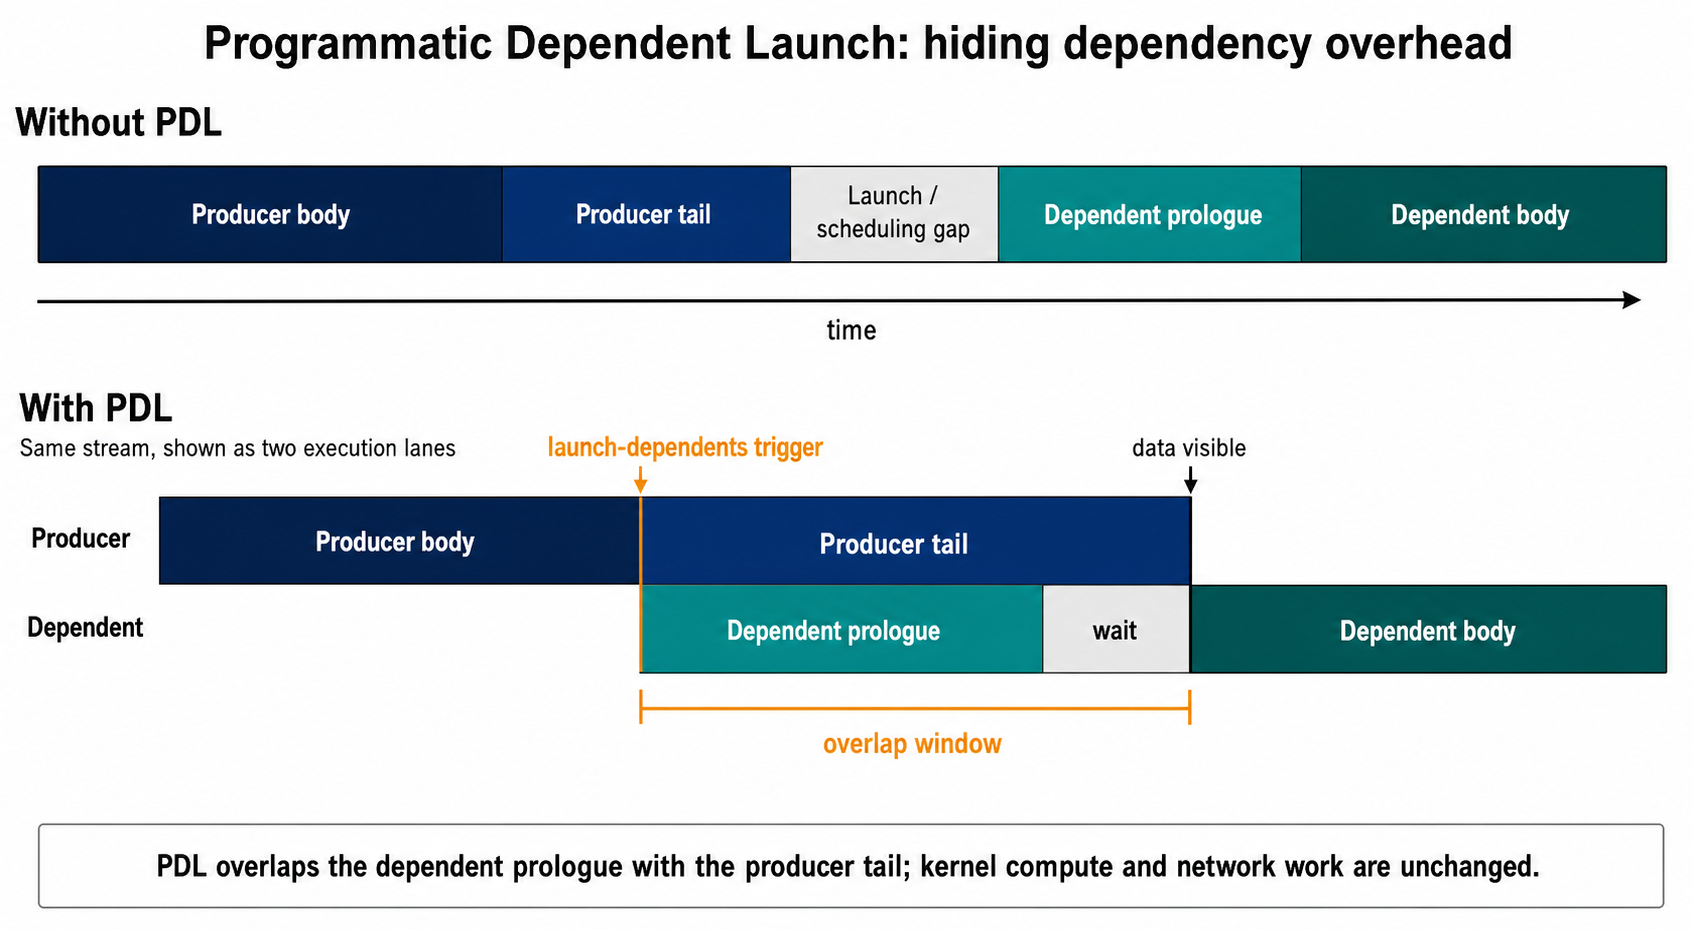 Programmatic Dependent Launch: hiding dependency overhead
Without PDL
Producer body
Producer tail
Launch /
scheduling gap
Dependent prologue
Dependent body
time
With PDL
Same stream, shown as two execution lanes
launch-dependents trigger
data visible
Producer
Producer body
Producer tail
Dependent
Dependent prologue
wait
Dependent body
overlap window
PDL overlaps the dependent prologue with the producer tail; kernel compute and network work are unchanged.